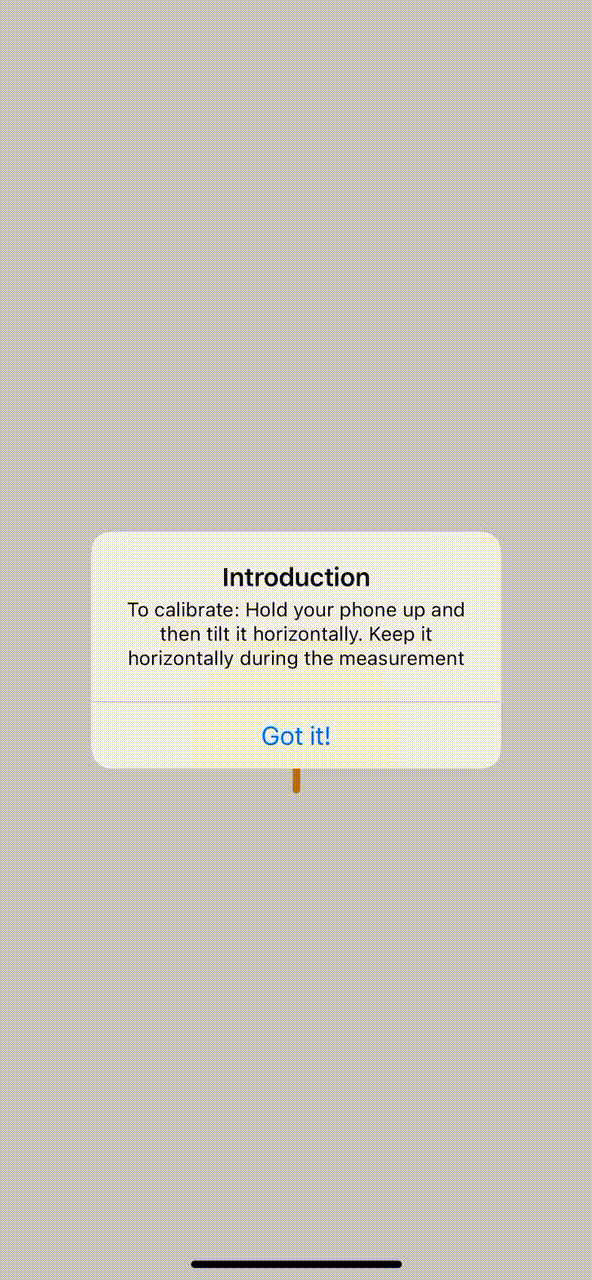 Introduction
To calibrate: Hold your phone up and
then tilt it horizontally. Keep it
horizontally during the measurement
Got it!